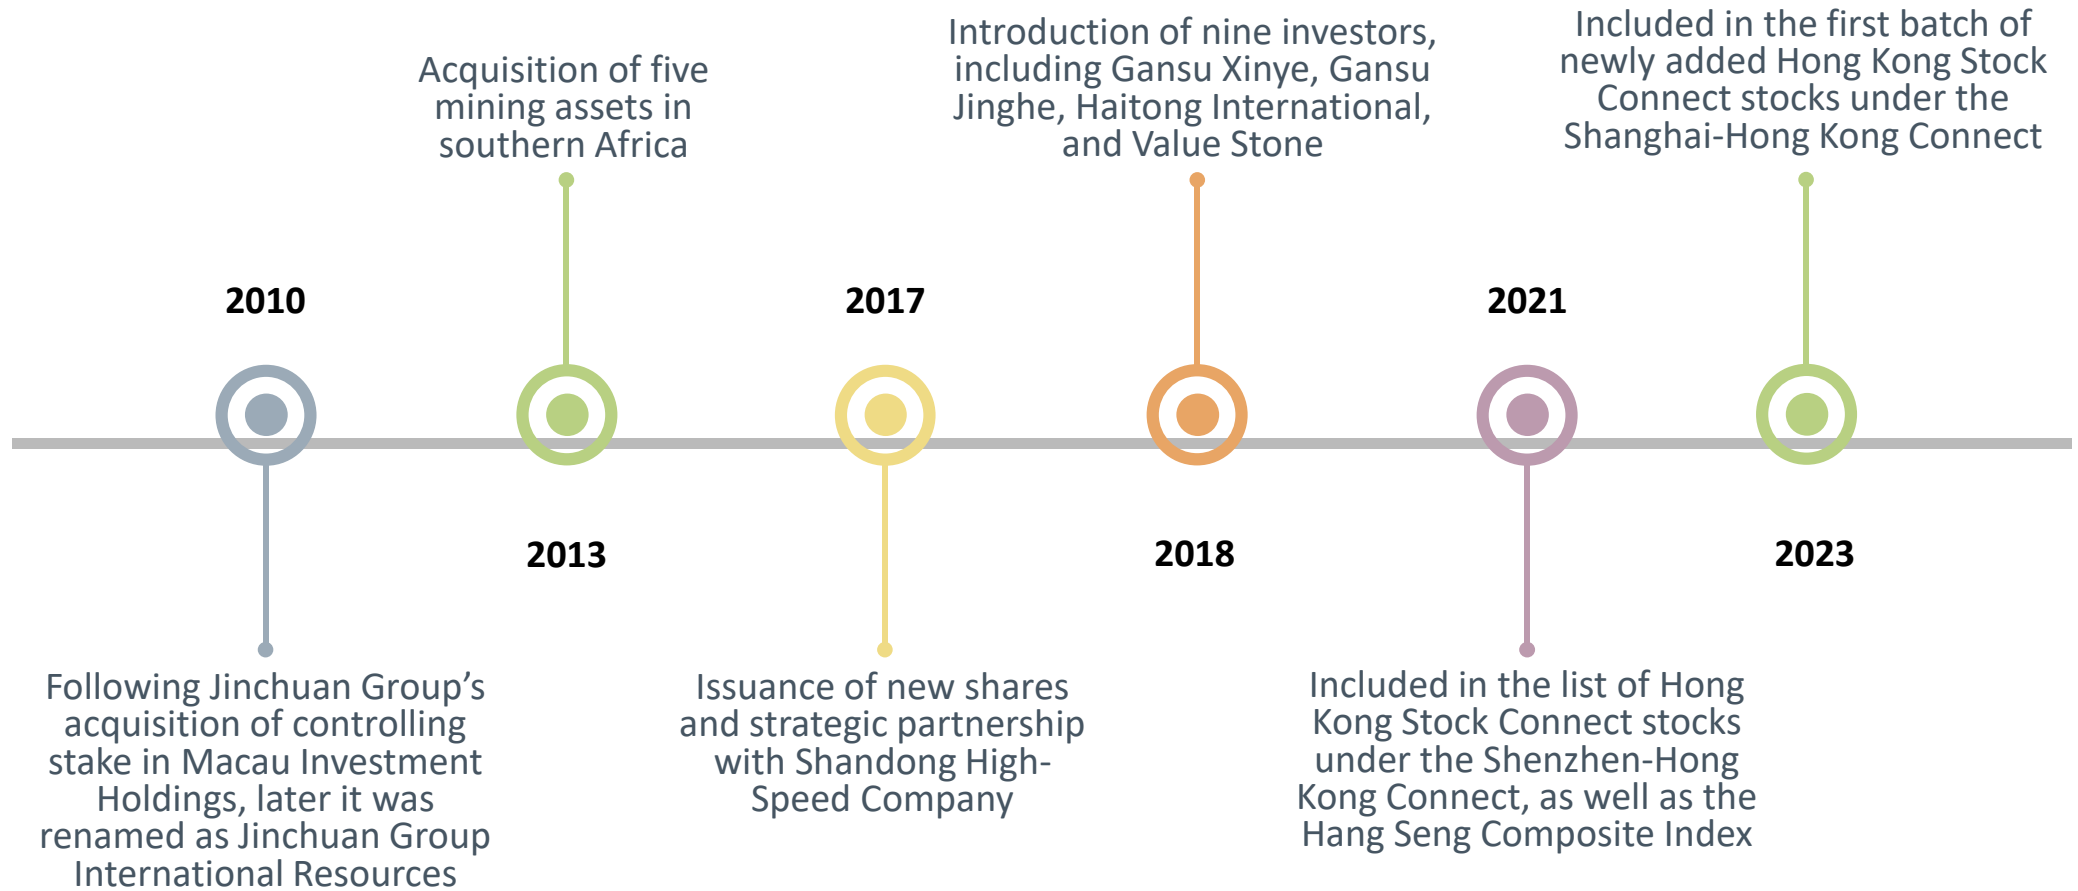 2010
Following Jinchuan Group’s
acquisition of controlling
stake in Macau Investment
Holdings, later it was
renamed as Jinchuan Group
International Resources
Acquisition of five
mining assets in
southern Africa
2013
2017
Issuance of new shares
and strategic partnership
with Shandong High-
Speed Company
Introduction of nine investors,
including Gansu Xinye, Gansu
Jinghe, Haitong International,
and Value Stone
2018
2021
Included in the list of Hong
Kong Stock Connect stocks
under the Shenzhen-Hong
Kong Connect, as well as the
Hang Seng Composite Index
Included in the first batch of
newly added Hong Kong Stock
Connect stocks under the
Shanghai-Hong Kong Connect
2023